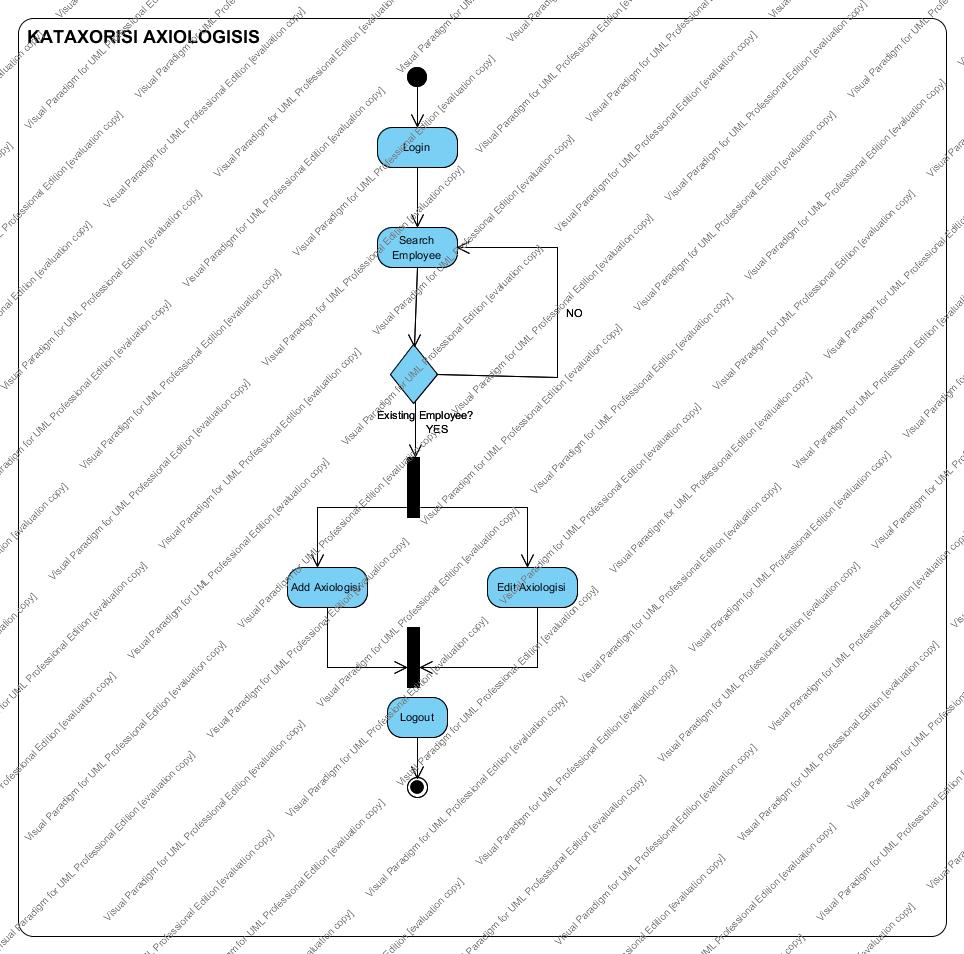 KATAXORISI AXIOLOGISIS
Login
Search
Employee
NO
Existing Employee?
YES
Add Axiologisi
Edit Axiologisi
Logout
Visual Paradigm for UML Professional Edition [evaluation copy]